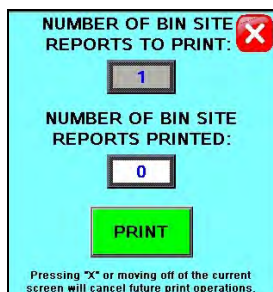 NUMBER OF BIN SITE
REPORTS TO PRINT:
X
1
NUMBER OF BIN SITE
REPORTS PRINTED:
0
PRINT
Pressing "X" or moving off of the current
screen will cancel future print operations.